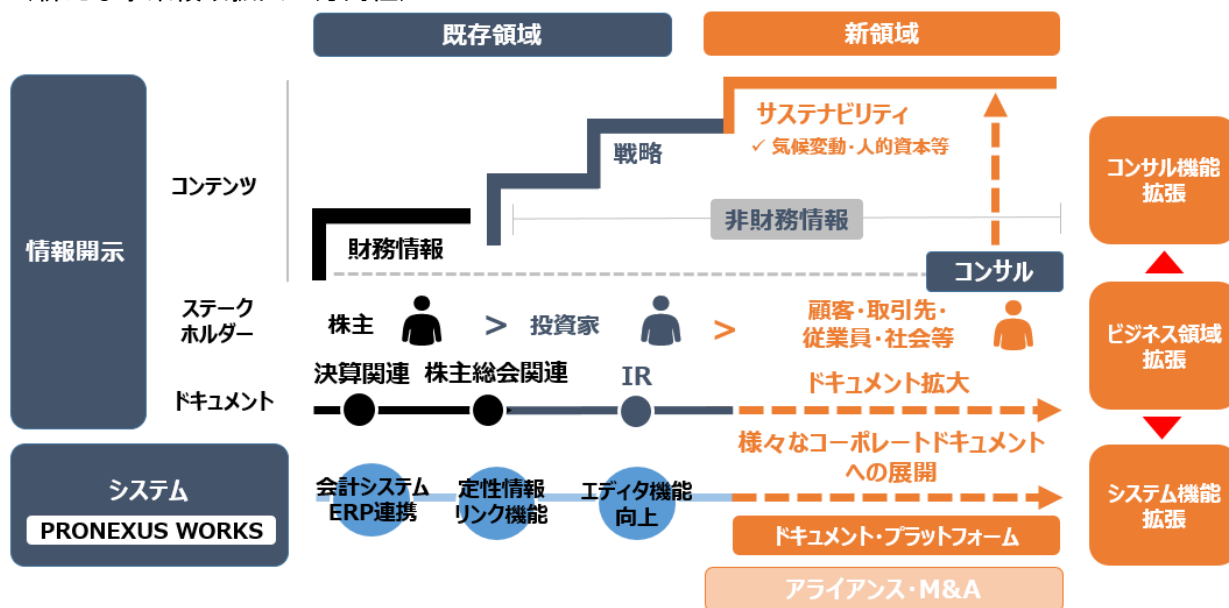 既存領域
新領域
情報開示
コンテンツ
財務情報
戦略
サステナビリティ
✓ 気候変動・人的資本等
非財務情報
コンサル
コンサル機能
拡張
ステーク
ホルダー
株主
>
投資家
>
顧客・取引先・
従業員・社会等
ビジネス領域
拡張
ドキュメント
決算関連
株主総会関連
IR
ドキュメント拡大
システム
PRONEXUS WORKS
会計システム
ERP連携
定性情報
リンク機能
エディタ機能
向上
様々なコーポレートドキュメント
への展開
システム機能
拡張
ドキュメント・プラットフォーム
アライアンス・M&A